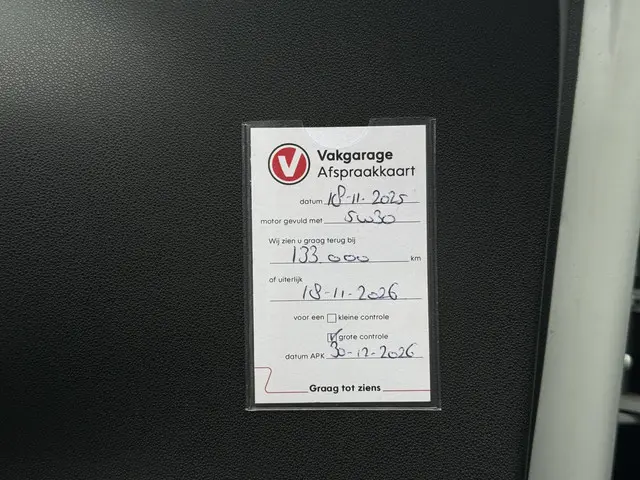 V Vakgarage
Afspraakkaart
datum 18-11-2025
motor gevuld met 5w30
Wij zien u graag terug bij
133.000 km
of uiterlijk
18-11-2026
voor een kleine controle
grote controle
datum APK 30-12-2026
Graag tot ziens